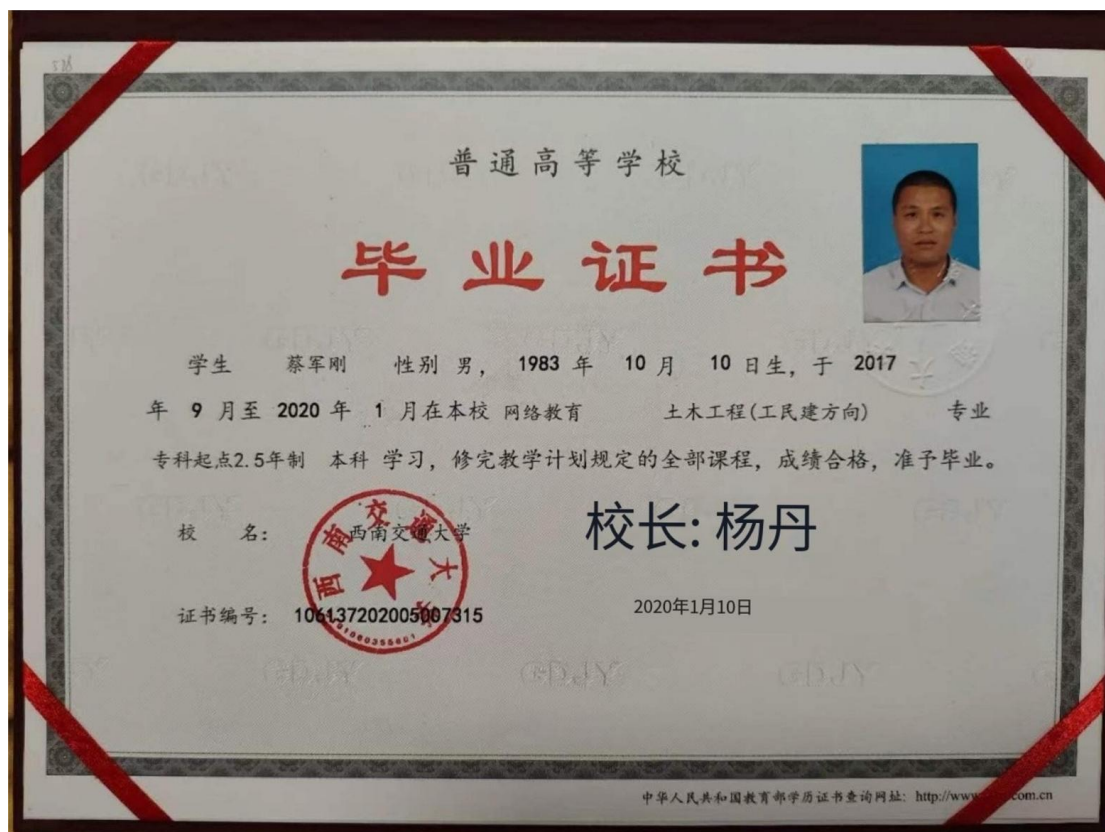 普通高等学校
毕业证书
学生 蔡军刚 性别 男， 1983 年 10 月 10 日生，于 2017
年 9 月至 2020 年 1 月在本校 网络教育 土木工程(工民建方向) 专业
专科起点2.5年制 本科 学习，修完教学计划规定的全部课程，成绩合格，准予毕业。
校 名： 西南交通大学
校长: 杨丹
西南交通大学
证书编号： 106137202005007315
2020年1月10日
中华人民共和国教育部学历证书查询网址：http://www
com.cn